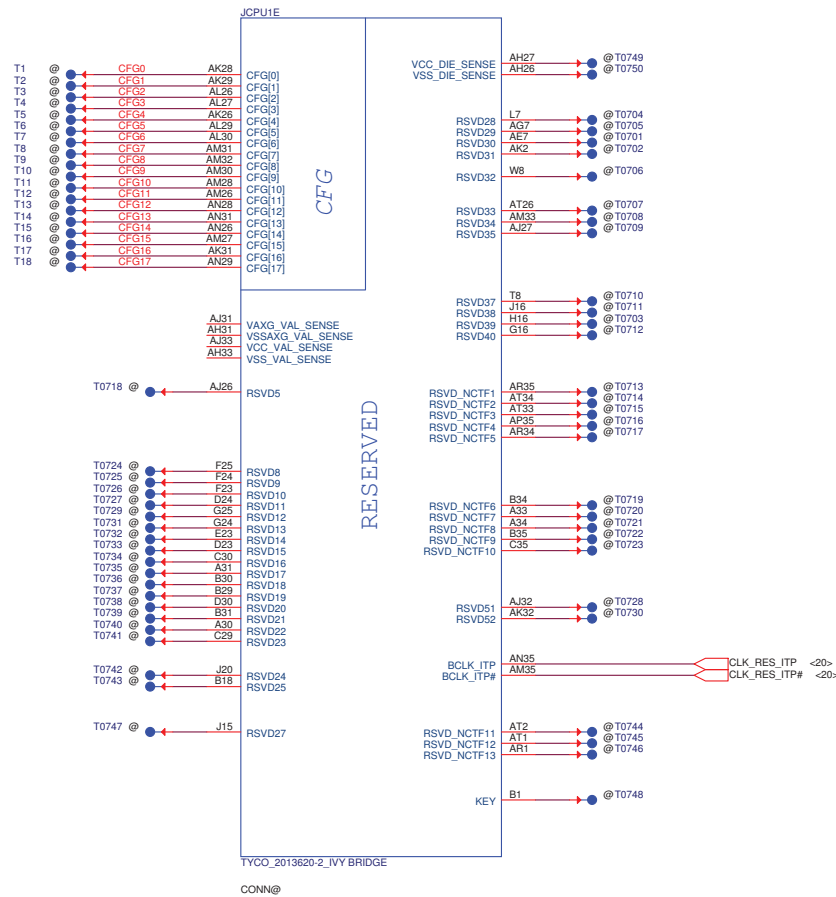 JCPU1E
T1 @ CFG0 AK28 CFG[0]
T2 @ CFG1 AK29 CFG[1]
T3 @ CFG2 AL26 CFG[2]
T4 @ CFG3 AL27 CFG[3]
T5 @ CFG4 AK26 CFG[4]
T6 @ CFG5 AL29 CFG[5]
T7 @ CFG6 AL30 CFG[6]
T8 @ CFG7 AM31 CFG[7]
T9 @ CFG8 AM32 CFG[8]
T10 @ CFG9 AM30 CFG[9]
T11 @ CFG10 AM28 CFG[10]
T12 @ CFG11 AM26 CFG[11]
T13 @ CFG12 AN28 CFG[12]
T14 @ CFG13 AN31 CFG[13]
T15 @ CFG14 AN26 CFG[14]
T16 @ CFG15 AM27 CFG[15]
T17 @ CFG16 AK31 CFG[16]
T18 @ CFG17 AN29 CFG[17]
CFG
AJ31 VAXG_VAL_SENSE
AH31 VSSAXG_VAL_SENSE
AJ33 VCC_VAL_SENSE
AH33 VSS_VAL_SENSE
T0718 @ AJ26 RSVD5
T0724 @ F25 RSVD8
T0725 @ F24 RSVD9
T0726 @ F23 RSVD10
T0727 @ D24 RSVD11
T0729 @ G25 RSVD12
T0731 @ G24 RSVD13
T0732 @ E23 RSVD14
T0733 @ D23 RSVD15
T0734 @ C30 RSVD16
T0735 @ A31 RSVD17
T0736 @ B30 RSVD18
T0737 @ B29 RSVD19
T0738 @ D30 RSVD20
T0739 @ B31 RSVD21
T0740 @ A30 RSVD22
T0741 @ C29 RSVD23
T0742 @ J20 RSVD24
T0743 @ B18 RSVD25
T0747 @ J15 RSVD27
RESERVED
VCC_DIE_SENSE AH27 @T0749
VSS_DIE_SENSE AH26 @T0750
RSVD28 L7 @T0704
RSVD29 AG7 @T0705
RSVD30 AE7 @T0701
RSVD31 AK2 @T0702
RSVD32 W8 @T0706
RSVD33 AT26 @T0707
RSVD34 AM33 @T0708
RSVD35 AJ27 @T0709
RSVD37 T8 @T0710
RSVD38 J16 @T0711
RSVD39 H16 @T0703
RSVD40 G16 @T0712
RSVD_NCTF1 AR35 @T0713
RSVD_NCTF2 AT34 @T0714
RSVD_NCTF3 AT33 @T0715
RSVD_NCTF4 AP35 @T0716
RSVD_NCTF5 AR34 @T0717
RSVD_NCTF6 B34 @T0719
RSVD_NCTF7 A33 @T0720
RSVD_NCTF8 A34 @T0721
RSVD_NCTF9 B35 @T0722
RSVD_NCTF10 C35 @T0723
RSVD51 AJ32 @T0728
RSVD52 AK32 @T0730
BCLK_ITP AN35 CLK_RES_ITP <20>
BCLK_ITP# AM35 CLK_RES_ITP# <20>
RSVD_NCTF11 AT2 @T0744
RSVD_NCTF12 AT1 @T0745
RSVD_NCTF13 AR1 @T0746
KEY B1 @T0748
TYCO_2013620-2_IVY BRIDGE
CONN@